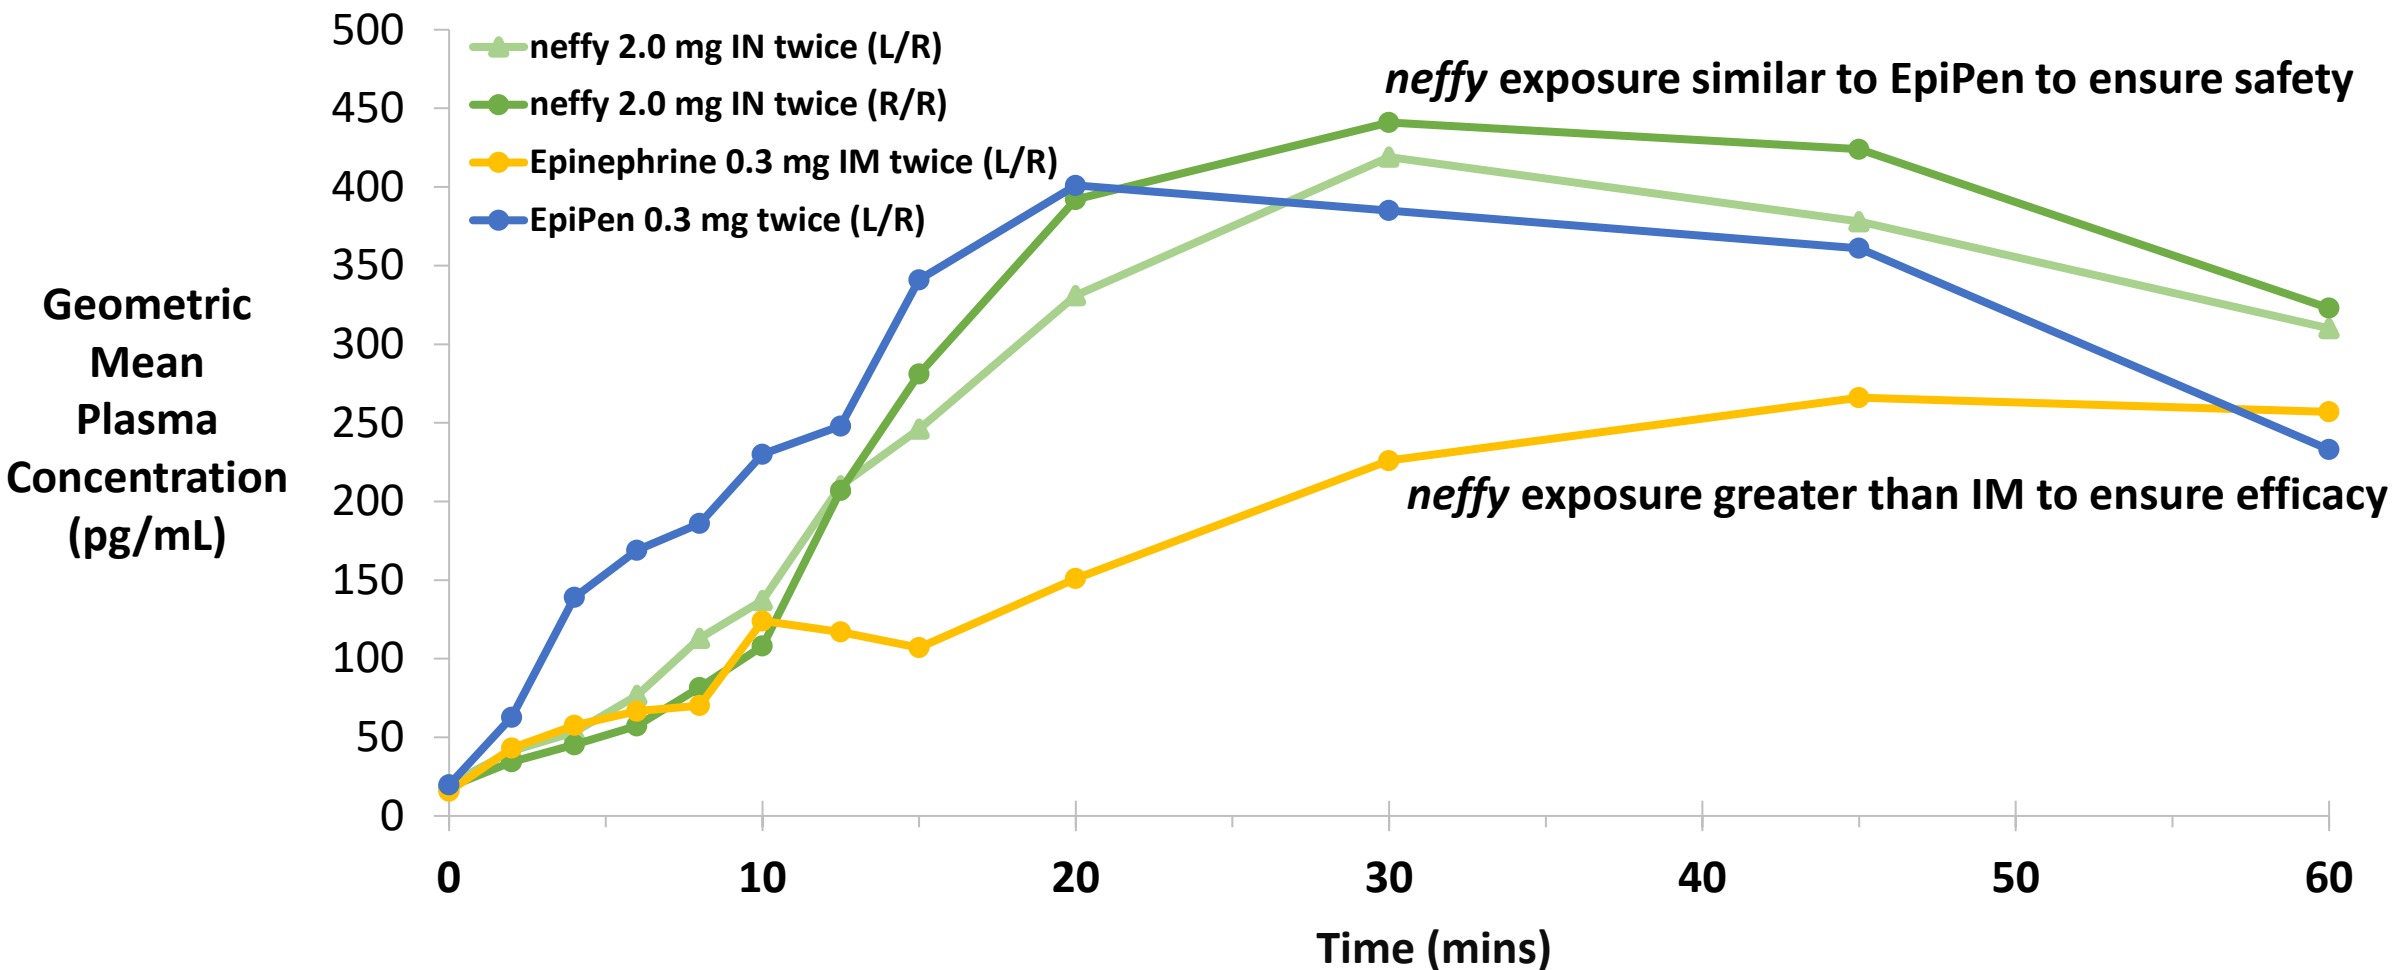 500
450
400
350
300
250
200
150
100
50
0
neffy 2.0 mg IN twice (L/R)
neffy 2.0 mg IN twice (R/R)
Epinephrine 0.3 mg IM twice (L/R)
EpiPen 0.3 mg twice (L/R)
neffy exposure similar to EpiPen to ensure safety
neffy exposure greater than IM to ensure efficacy
Geometric
Mean
Plasma
Concentration
(pg/mL)
0
10
20
30
40
50
60
Time (mins)